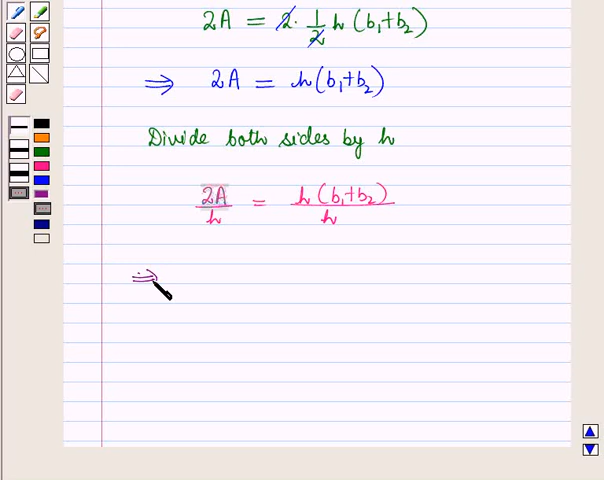 2A = 2 · 1/2 h (b₁+b₂)
⇒ 2A = h(b₁+b₂)
Divide both sides by h
2A/h = h(b₁+b₂)/h
⇒